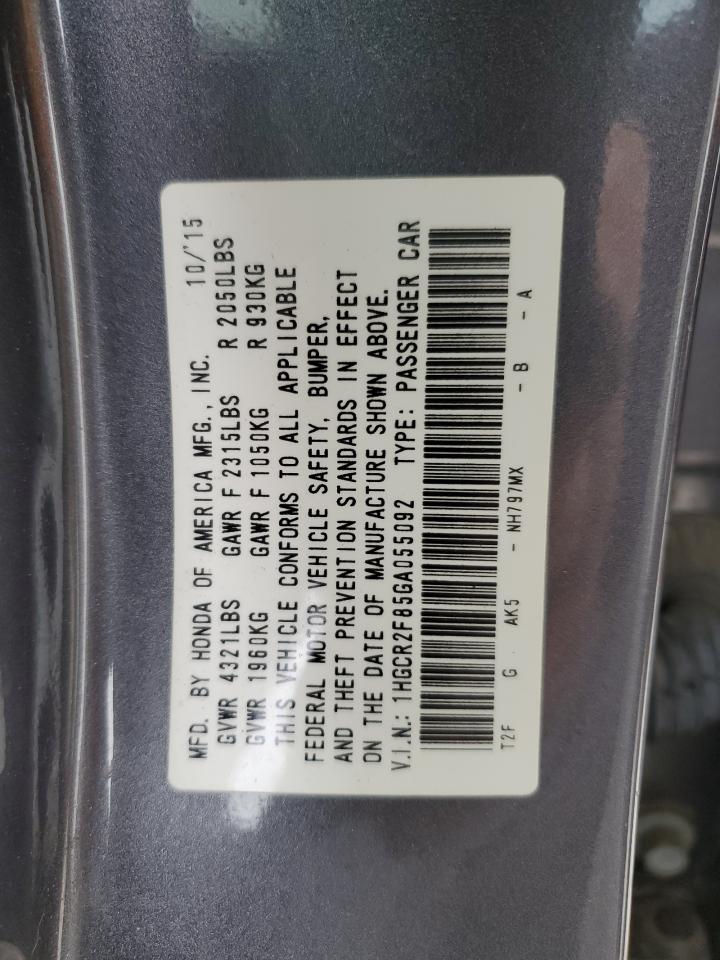 MFD. BY HONDA OF AMERICA MFG., INC. 10/'15
GVWR 4321LBS GAWR F 2315LBS R 2050LBS
GVWR 1960KG GAWR F 1050KG R 930KG
THIS VEHICLE CONFORMS TO ALL APPLICABLE
FEDERAL MOTOR VEHICLE SAFETY, BUMPER,
AND THEFT PREVENTION STANDARDS IN EFFECT
ON THE DATE OF MANUFACTURE SHOWN ABOVE.
V.I.N.: 1HGCR2F85GA055092 TYPE: PASSENGER CAR
T2F G AK5 - NH797MX - B - A